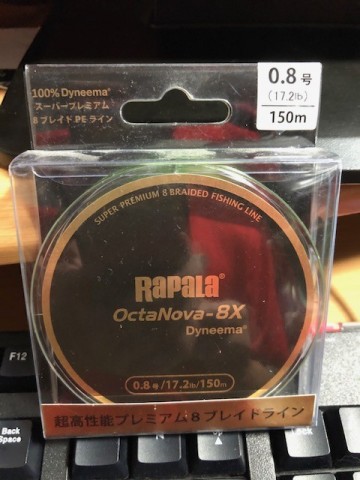 100% Dyneema®
スーパープレミアム
8ブレイドPEライン
0.8号
(17.2lb)
150m
SUPER PREMIUM 8 BRAIDED FISHING LINE
RAPALA®
OctaNova-8X
Dyneema®
0.8号/17.2lb/150m
超高性能プレミアム8ブレイドライン
F12
Back
Space